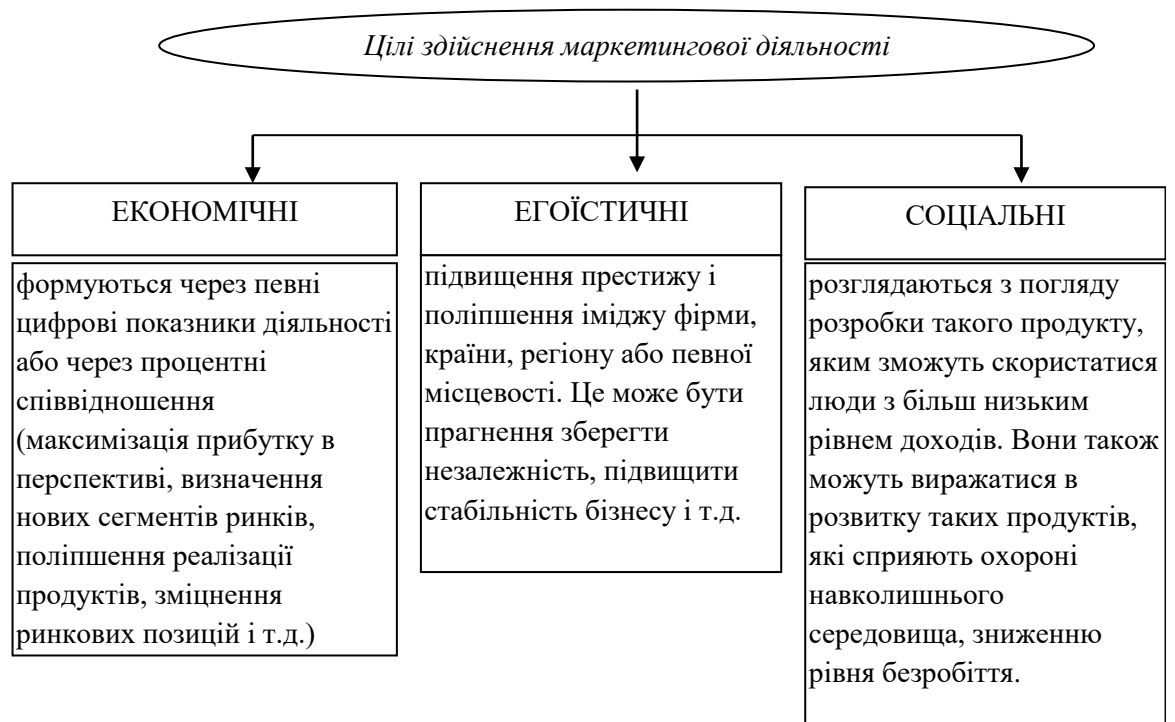 Цілі здійснення маркетингової діяльності
ЕКОНОМІЧНІ
формуються через певні
цифрові показники діяльності
або через процентні
співвідношення
(максимізація прибутку в
перспективі, визначення
нових сегментів ринків,
поліпшення реалізації
продуктів, зміцнення
ринкових позицій і т.д.)
ЕГОЇСТИЧНІ
підвищення престижу і
поліпшення іміджу фірми,
країни, регіону або певної
місцевості. Це може бути
прагнення зберегти
незалежність, підвищити
стабільність бізнесу і т.д.
СОЦІАЛЬНІ
розглядаються з погляду
розробки такого продукту,
яким зможуть скористатися
люди з більш низьким
рівнем доходів. Вони також
можуть виражатися в
розвитку таких продуктів,
які сприяють охороні
навколишнього
середовища, зниженню
рівня безробіття.